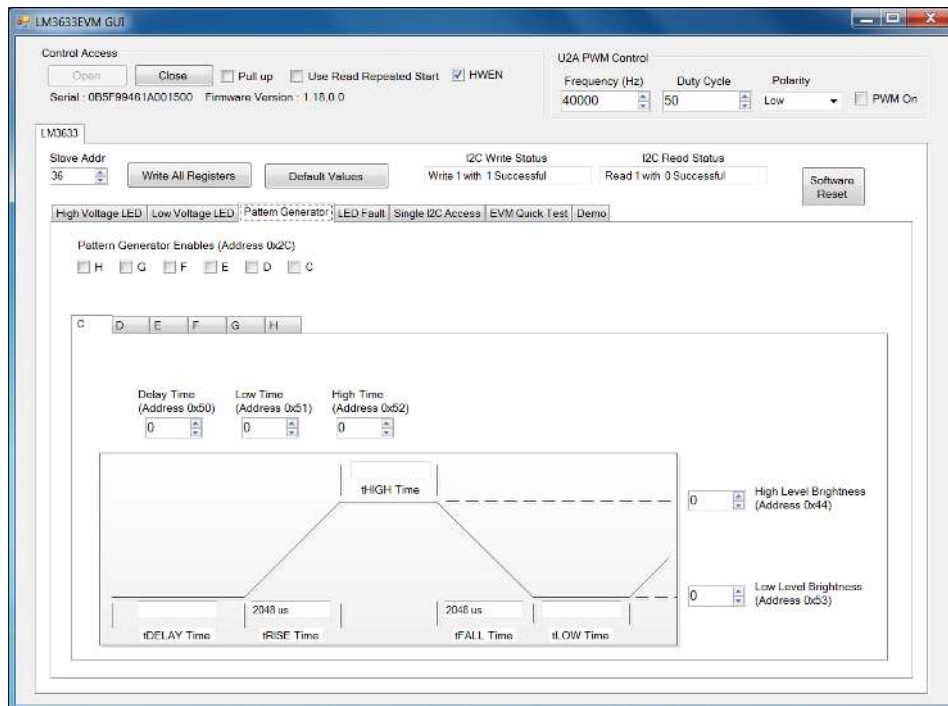 LM3633EVM GUI
Control Access
Open Close Pull up Use Read Repeated Start HWEN
Serial : 0B5F99461A001500 Firmware Version : 1.18.0.0
U2A PWM Control
Frequency (Hz) Duty Cycle Polarity
40000 50 Low PWM On
LM3633
Slave Addr I2C Write Status I2C Read Status
36 Write All Registers Default Values Write 1 with 1 Successful Read 1 with 0 Successful
Software
Reset
High Voltage LED Low Voltage LED Pattern Generator LED Fault Single I2C Access EVM Quick Test Demo
Pattern Generator Enables (Address 0x2C)
H G F E D C
C D E F G H
Delay Time Low Time High Time
(Address 0x50) (Address 0x51) (Address 0x52)
0 0 0
tHIGH Time
0 High Level Brightness
(Address 0x44)
0 Low Level Brightness
(Address 0x53)
2048 us 2048 us
tDELAY Time tRISE Time tFALL Time tLOW Time